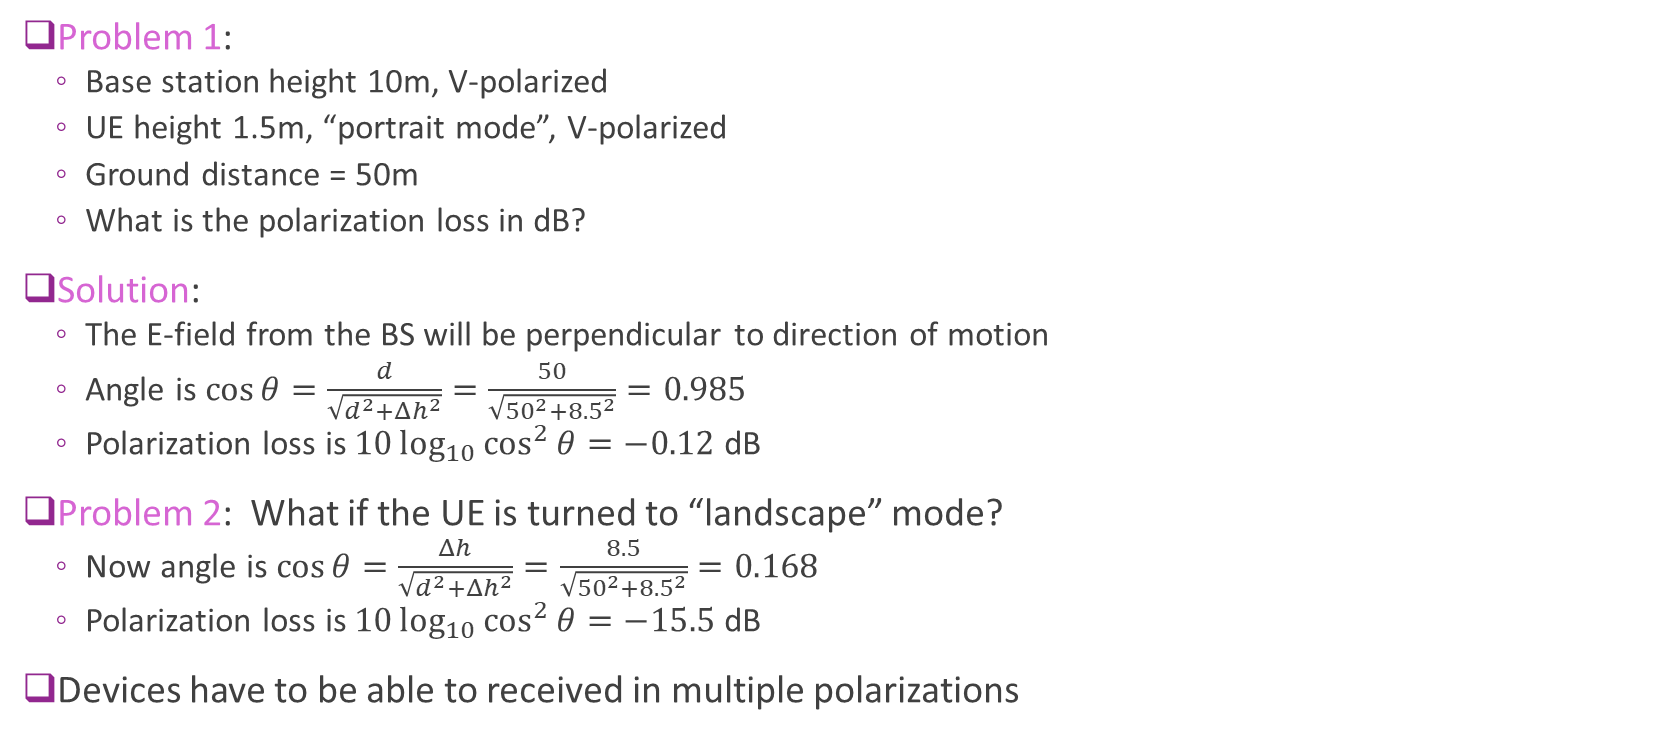 ❑Problem 1:
◦ Base station height 10m, V-polarized
◦ UE height 1.5m, “portrait mode”, V-polarized
◦ Ground distance = 50m
◦ What is the polarization loss in dB?
❑Solution:
◦ The E-field from the BS will be perpendicular to direction of motion
◦ Angle is cos θ = d/√(d²+Δh²) = 50/√(50²+8.5²) = 0.985
◦ Polarization loss is 10 log₁₀ cos² θ = −0.12 dB
❑Problem 2: What if the UE is turned to “landscape” mode?
◦ Now angle is cos θ = Δh/√(d²+Δh²) = 8.5/√(50²+8.5²) = 0.168
◦ Polarization loss is 10 log₁₀ cos² θ = −15.5 dB
❑Devices have to be able to received in multiple polarizations